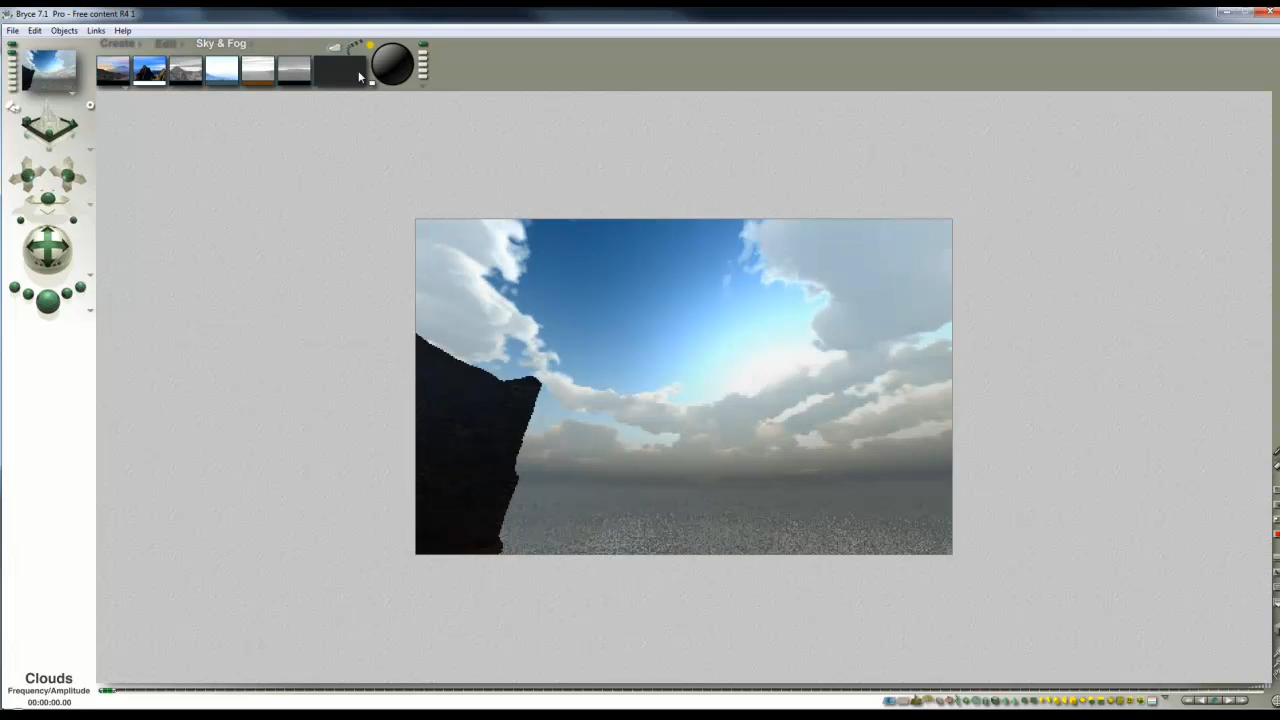 Bryce 7.1 Pro - Free content R4 1
File Edit Objects Links Help
Create Edit Sky & Fog
Clouds
Frequency/Amplitude
00:00:00.00